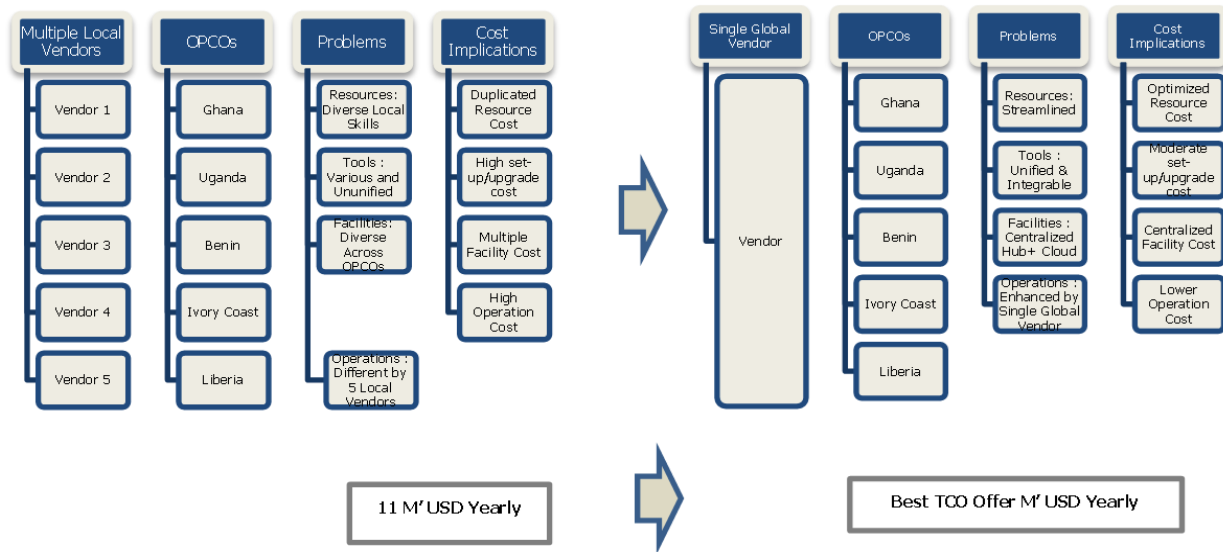 Multiple Local
Vendors
Vendor 1
Vendor 2
Vendor 3
Vendor 4
Vendor 5
OPCOs
Ghana
Uganda
Benin
Ivory Coast
Liberia
Problems
Resources:
Diverse Local
Skills
Tools :
Various and
Ununified
Facilities:
Diverse
Across
OPCOs
Operations :
Different by
5 Local
Vendors
Cost
Implications
Duplicated
Resource
Cost
High set-
up/upgrade
cost
Multiple
Facility Cost
High
Operation
Cost
Single Global
Vendor
Vendor
OPCOs
Ghana
Uganda
Benin
Ivory Coast
Liberia
Problems
Resources:
Streamlined
Tools :
Unified &
Integrable
Facilities :
Centralized
Hub+ Cloud
Operations :
Enhanced by
Single Global
Vendor
Cost
Implications
Optimized
Resource
Cost
Moderate
set-
up/upgrade
cost
Centralized
Facility Cost
Lower
Operation
Cost
11 M' USD Yearly
Best TCO Offer M' USD Yearly